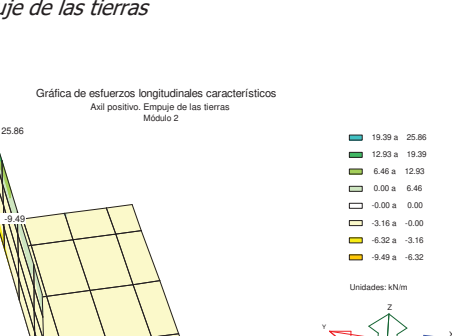 uje de las tierras
Gráfica de esfuerzos longitudinales característicos
Axil positivo. Empuje de las tierras
Módulo 2
25.86
-9.49
19.39 a 25.86
12.93 a 19.39
6.46 a 12.93
0.00 a 6.46
-0.00 a 0.00
-3.16 a -0.00
-6.32 a -3.16
-9.49 a -6.32
Unidades: kN/m
Z
Y
X